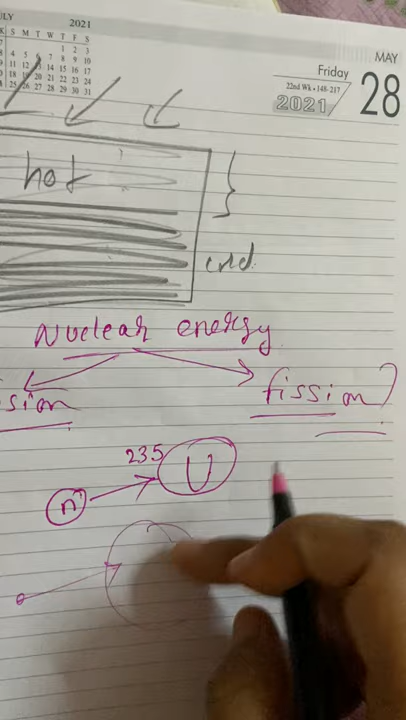 JULY 2021
S M T W T F S
1 2 3
4 5 6 7 8 9 10
11 12 13 14 15 16 17
18 19 20 21 22 23 24
25 26 27 28 29 30 31
MAY
Friday 28
22nd Wk • 148-217
2021
hot
cold
Nuclear energy
sion fission?
235 U
n